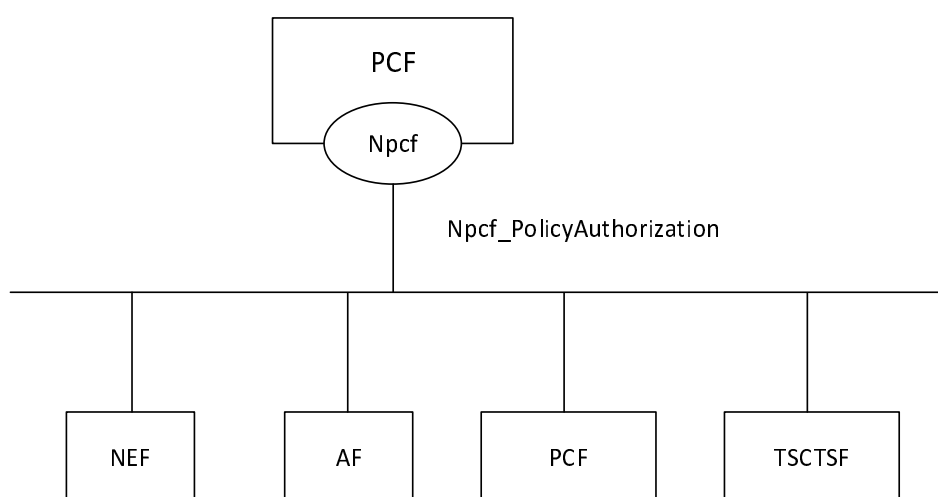 PCF
Npcf
Npcf_PolicyAuthorization
NEF
AF
PCF
TSCTSF